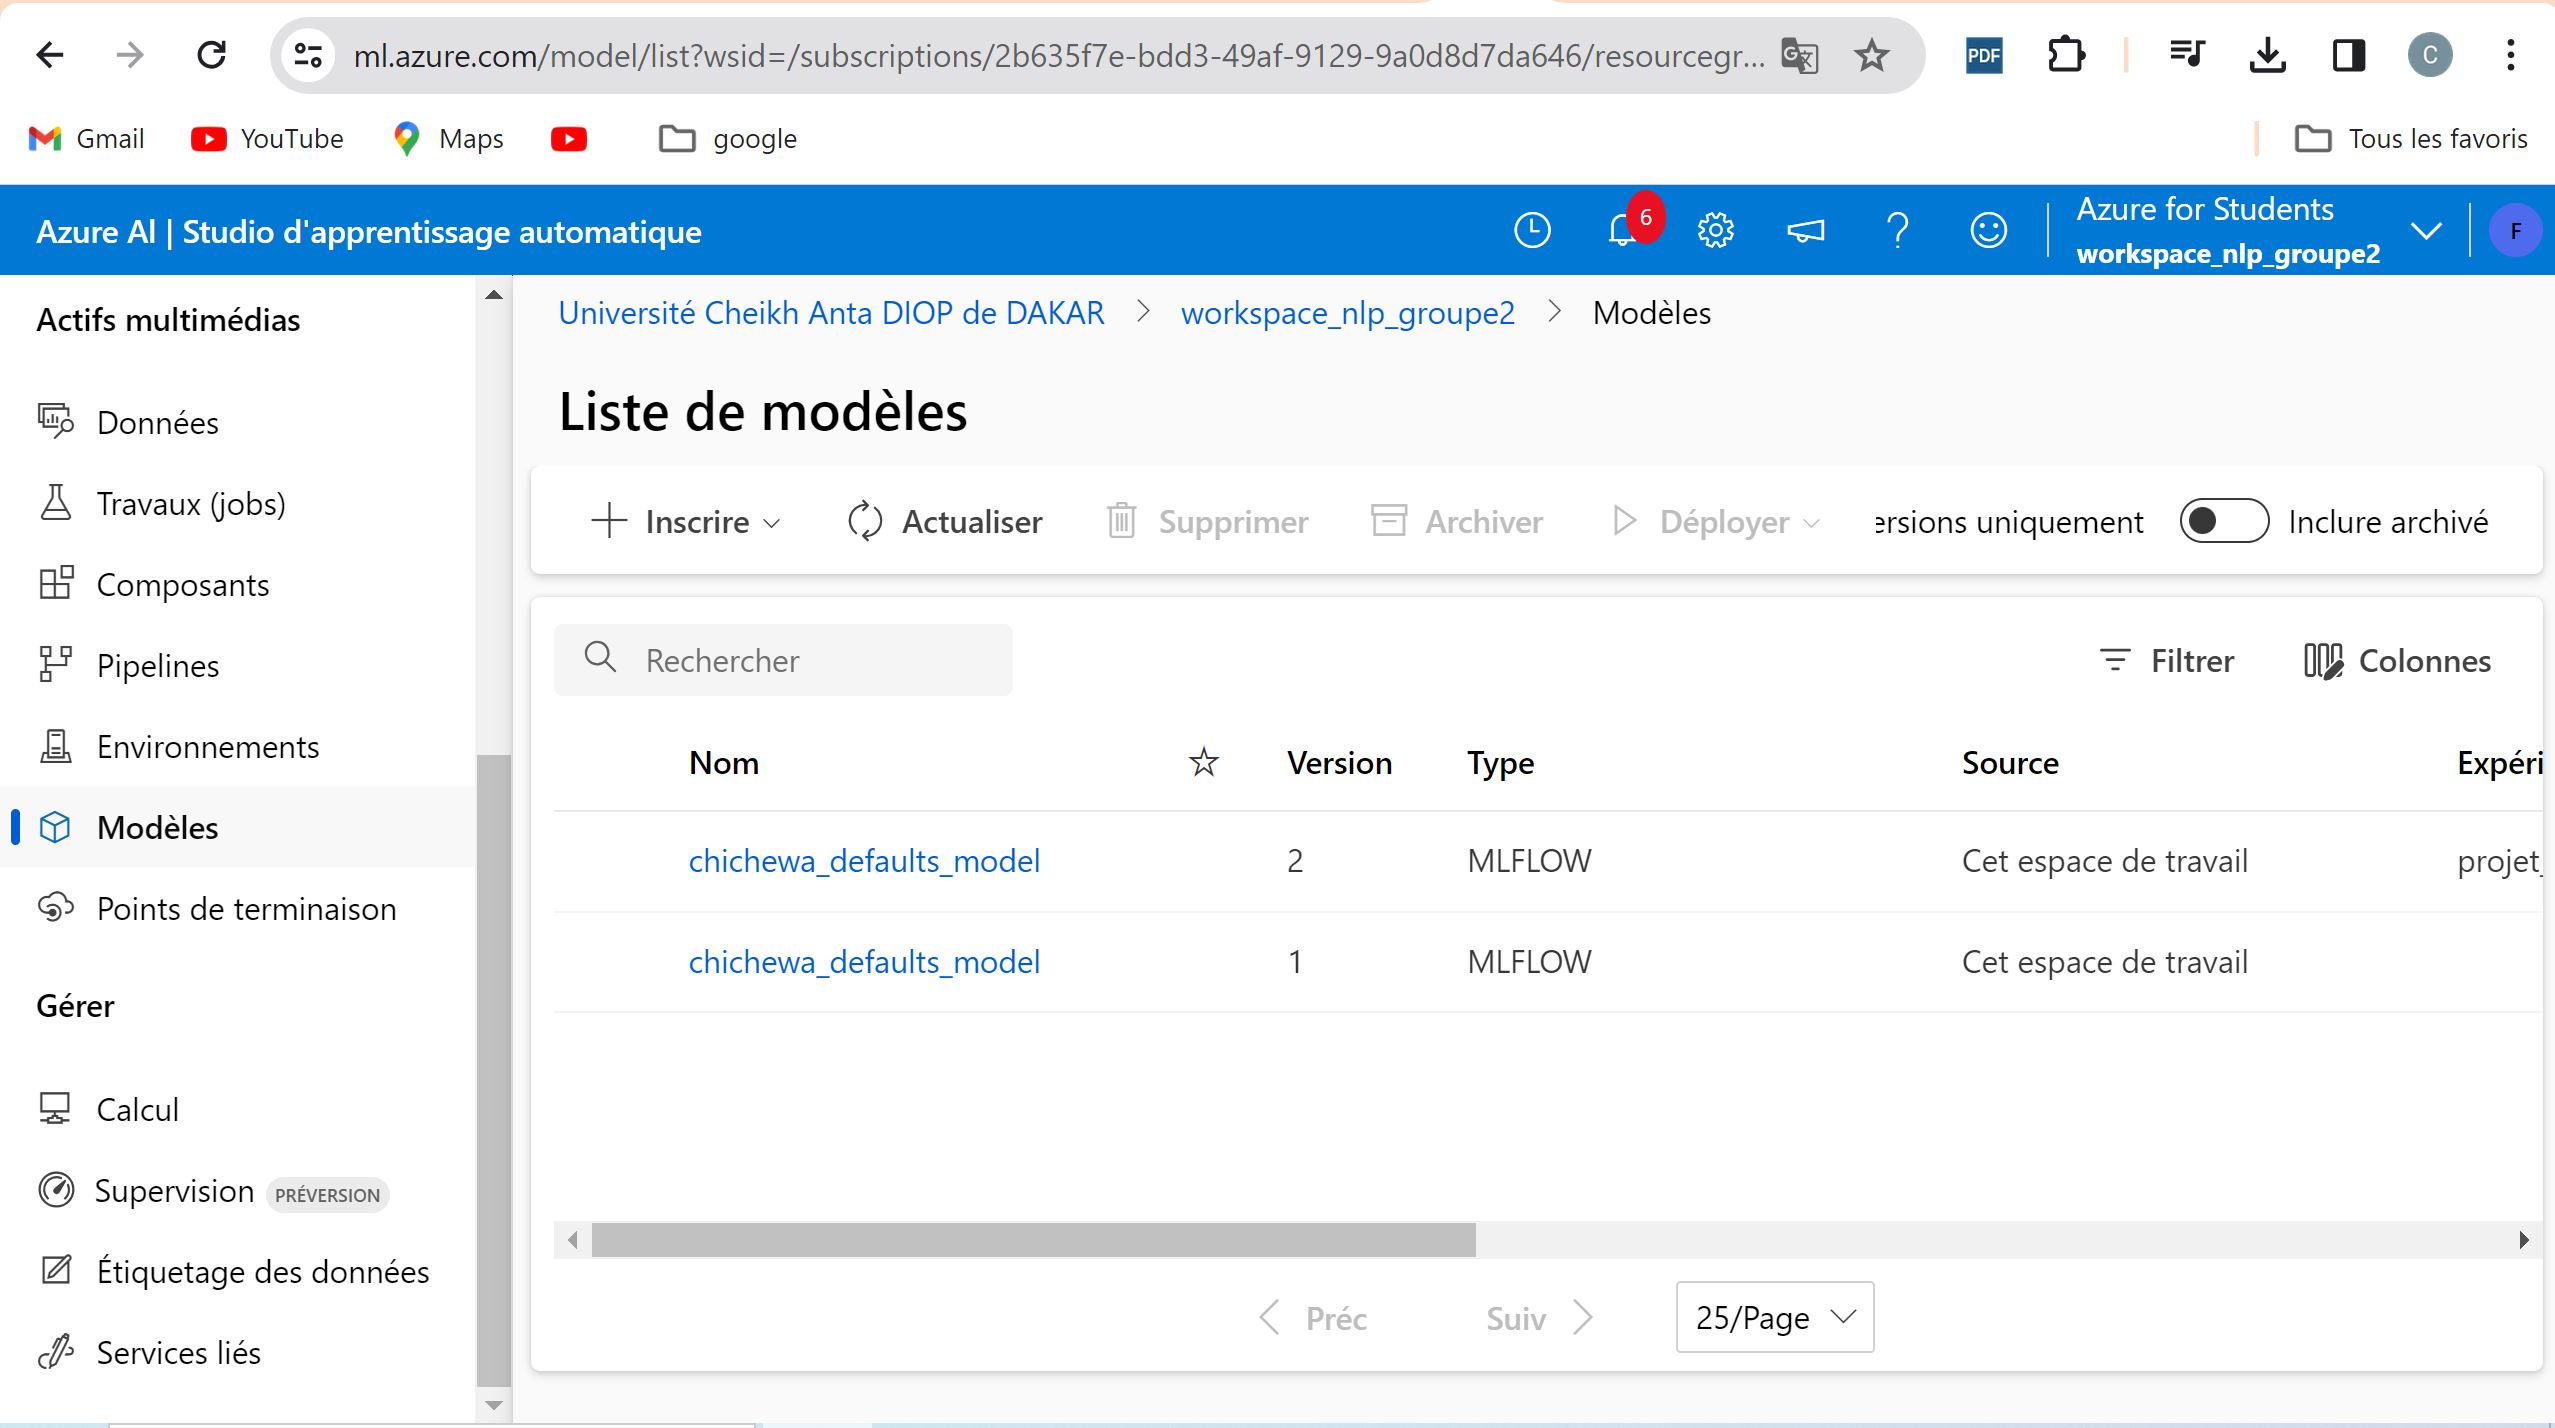 ml.azure.com/model/list?wsid=/subscriptions/2b635f7e-bdd3-49af-9129-9a0d8d7da646/resourcegr...
PDF
C
Gmail
YouTube
Maps
google
Tous les favoris
Azure AI | Studio d'apprentissage automatique
6
Azure for Students
workspace_nlp_groupe2
F
Actifs multimédias
Données
Travaux (jobs)
Composants
Pipelines
Environnements
Modèles
Points de terminaison
Gérer
Calcul
Supervision PRÉVERSION
Étiquetage des données
Services liés
Université Cheikh Anta DIOP de DAKAR > workspace_nlp_groupe2 > Modèles
Liste de modèles
Inscrire
Actualiser
Supprimer
Archiver
Déployer
ersions uniquement
Inclure archivé
Rechercher
Filtrer
Colonnes
Nom Version Type Source Expéri
chichewa_defaults_model 2 MLFLOW Cet espace de travail projet_
chichewa_defaults_model 1 MLFLOW Cet espace de travail
Préc
Suiv
25/Page